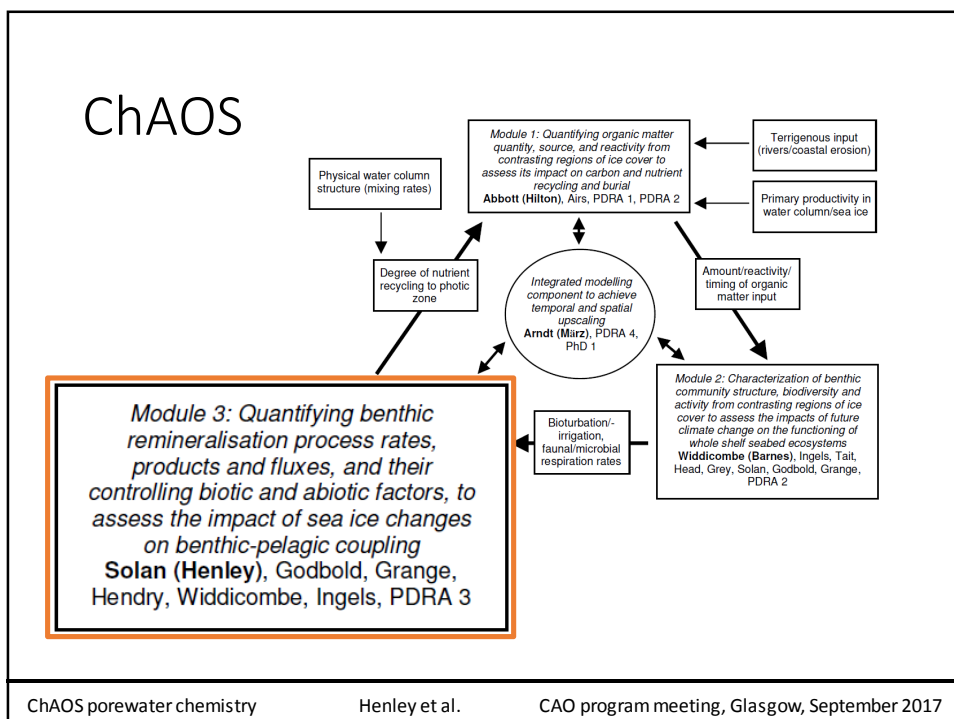 ChAOS
Module 1: Quantifying organic matter
quantity, source, and reactivity from
contrasting regions of ice cover to
assess its impact on carbon and nutrient
recycling and burial
Abbott (Hilton), Airs, PDRA 1, PDRA 2
Terrigenous input
(rivers/coastal erosion)
Primary productivity in
water column/sea ice
Physical water column
structure (mixing rates)
Degree of nutrient
recycling to photic
zone
Integrated modelling
component to achieve
temporal and spatial
upscaling
Arndt (März), PDRA 4,
PhD 1
Amount/reactivity/
timing of organic
matter input
Module 2: Characterization of benthic
community structure, biodiversity and
activity from contrasting regions of ice
cover to assess the impacts of future
climate change on the functioning of
whole shelf seabed ecosystems
Widdicombe (Barnes), Ingels, Tait,
Head, Grey, Solan, Godbold, Grange,
PDRA 2
Bioturbation/-
irrigation,
faunal/microbial
respiration rates
Module 3: Quantifying benthic
remineralisation process rates,
products and fluxes, and their
controlling biotic and abiotic factors, to
assess the impact of sea ice changes
on benthic-pelagic coupling
Solan (Henley), Godbold, Grange,
Hendry, Widdicombe, Ingels, PDRA 3
ChAOS porewater chemistry Henley et al. CAO program meeting, Glasgow, September 2017